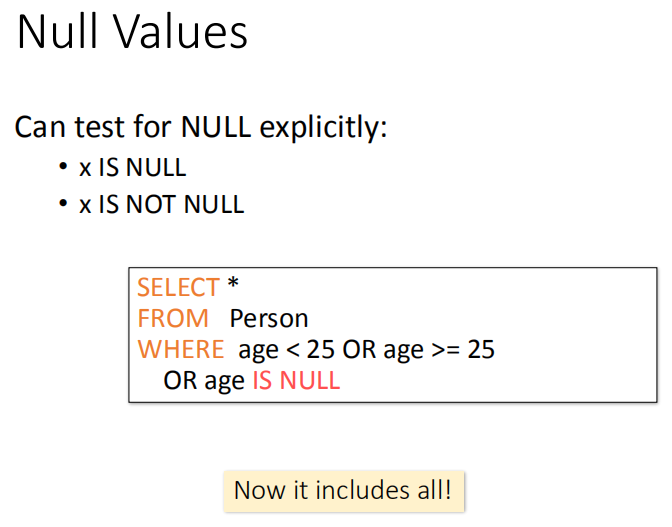 Null Values
Can test for NULL explicitly:
• x IS NULL
• x IS NOT NULL
SELECT *
FROM Person
WHERE age < 25 OR age >= 25
OR age IS NULL
Now it includes all!